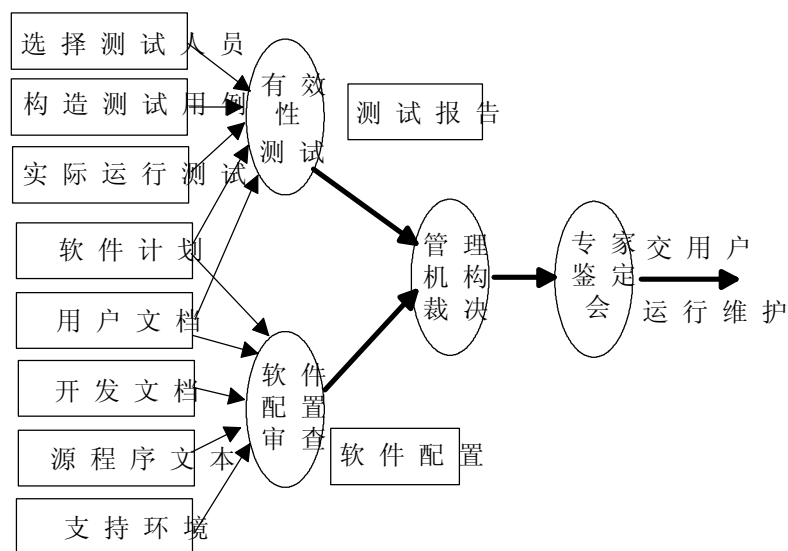 选择测试人员
构造测试用例
实际运行测试
软件计划
用户文档
开发文档
源程序文本
支持环境
有效
性
测试
测试报告
软件
配置
审查
软件配置
管理
机构
裁决
专家
鉴定
会
交用户
运行维护